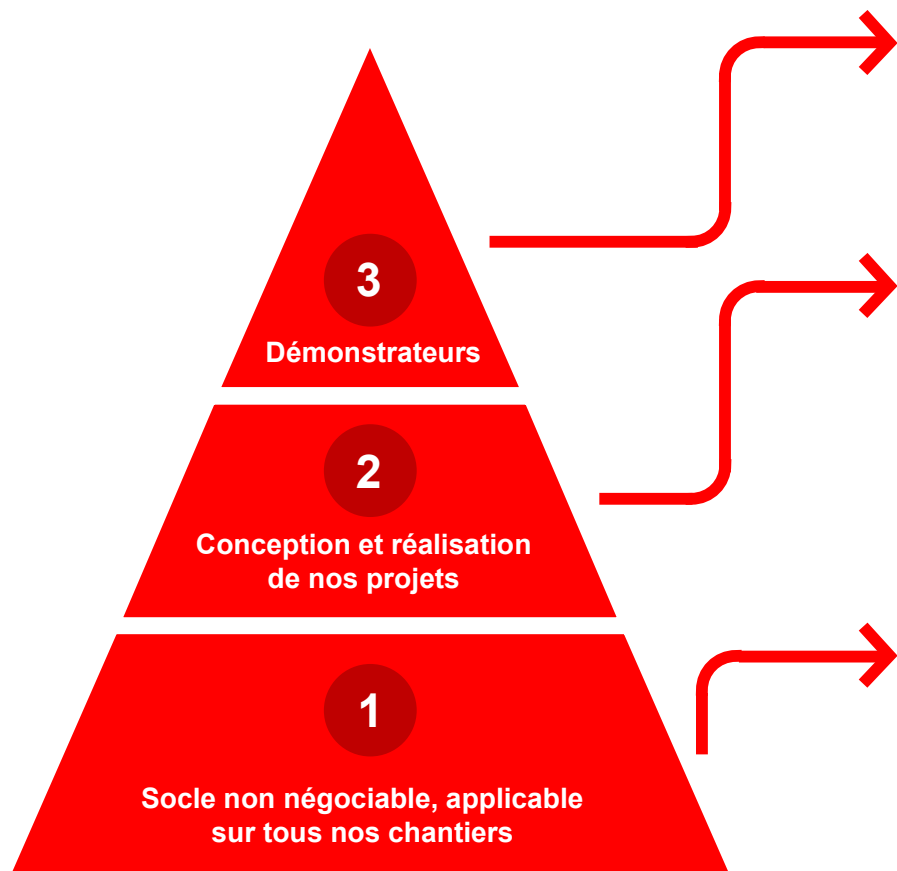 3
Démonstrateurs
2
Conception et réalisation
de nos projets
1
Socle non négociable, applicable
sur tous nos chantiers